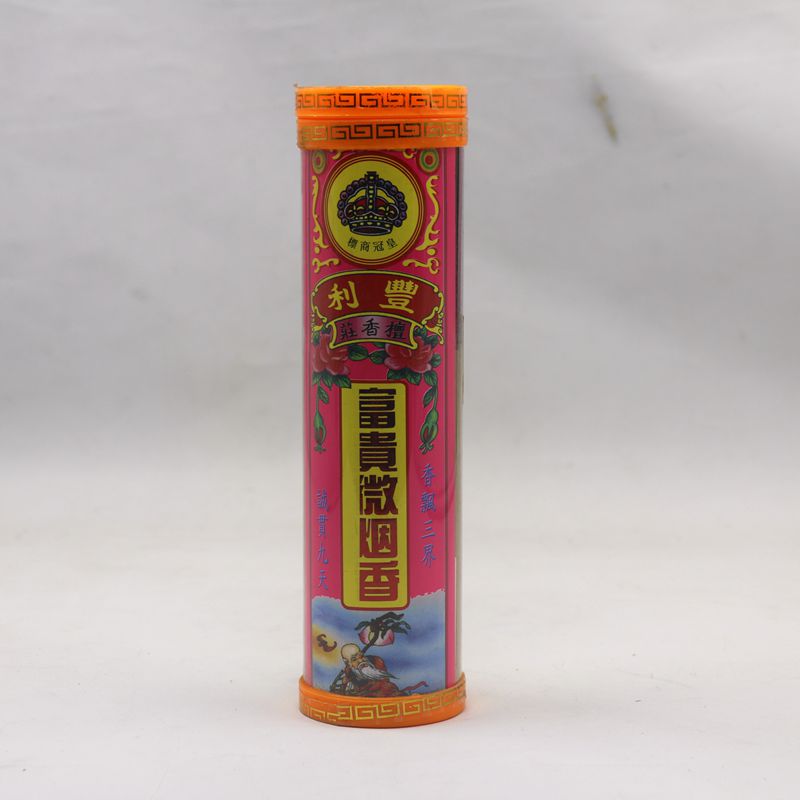 皇冠商標
豐利
檀香莊
富貴微烟香
香飄三界
誠貫九天